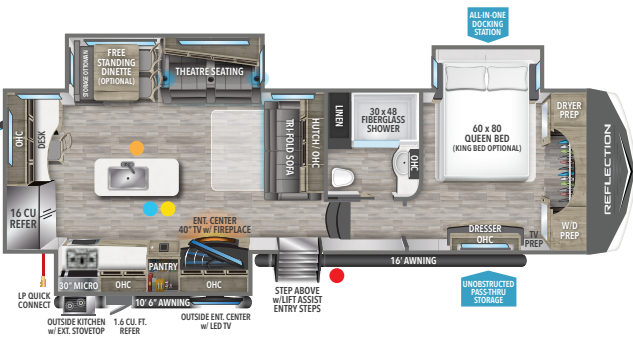 ALL-IN-ONE
DOCKING
STATION
FREE
STANDING
DINETTE
(OPTIONAL)
THEATRE SEATING
OHC
DESK
16 CU
REFER
TRI-FOLD SOFA
HUTCH / OHC
LINEN
30 x 48
FIBERGLASS
SHOWER
OHC
60 x 80
QUEEN BED
(KING BED OPTIONAL)
DRYER
PREP
W/D
PREP
REFLECTION
DRESSER
OHC
TV
PREP
ENT. CENTER
40" TV w/ FIREPLACE
PANTRY
30" MICRO
OHC
OHC
10' 6" AWNING
16' AWNING
LP QUICK
CONNECT
OUTSIDE KITCHEN
w/ EXT. STOVETOP
1.6 CU. FT.
REFER
OUTSIDE ENT. CENTER
w/ LED TV
STEP ABOVE
w/LIFT ASSIST
ENTRY STEPS
UNOBSTRUCTED
PASS-THRU
STORAGE